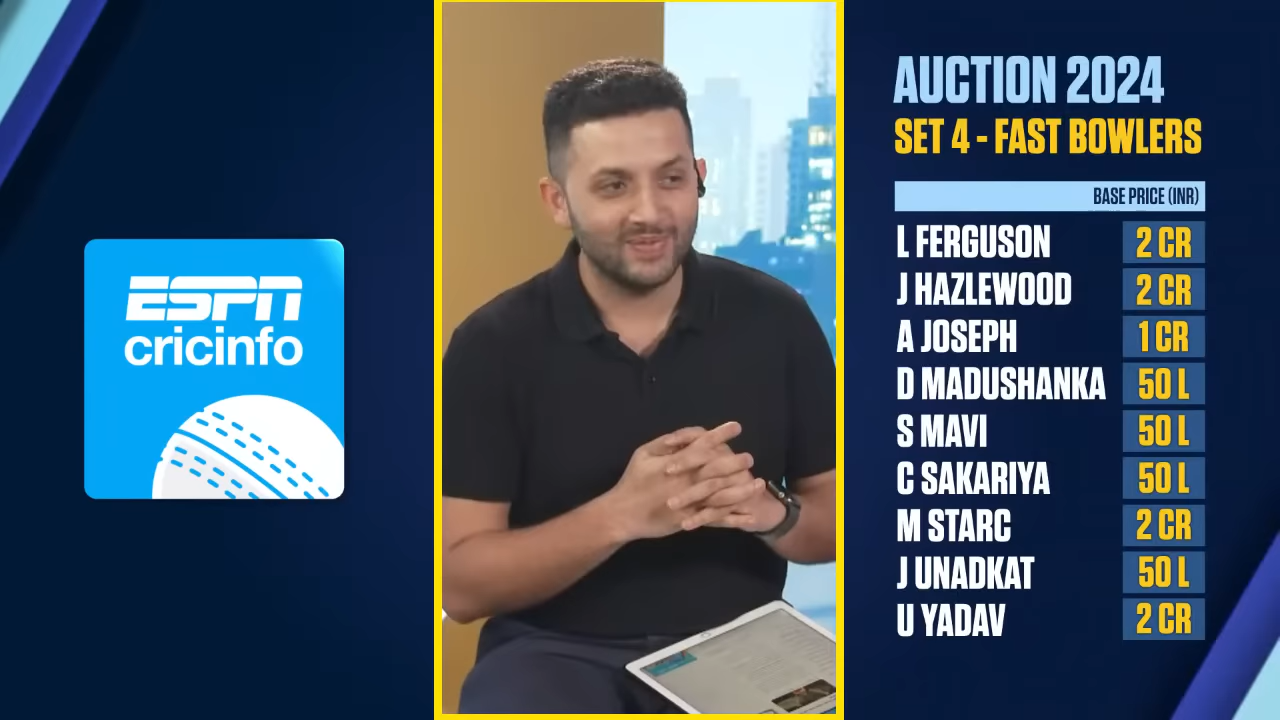 ESPN
cricinfo
AUCTION 2024
SET 4 - FAST BOWLERS
BASE PRICE (INR)
L FERGUSON 2 CR
J HAZLEWOOD 2 CR
A JOSEPH 1 CR
D MADUSHANKA 50 L
S MAVI 50 L
C SAKARIYA 50 L
M STARC 2 CR
J UNADKAT 50 L
U YADAV 2 CR